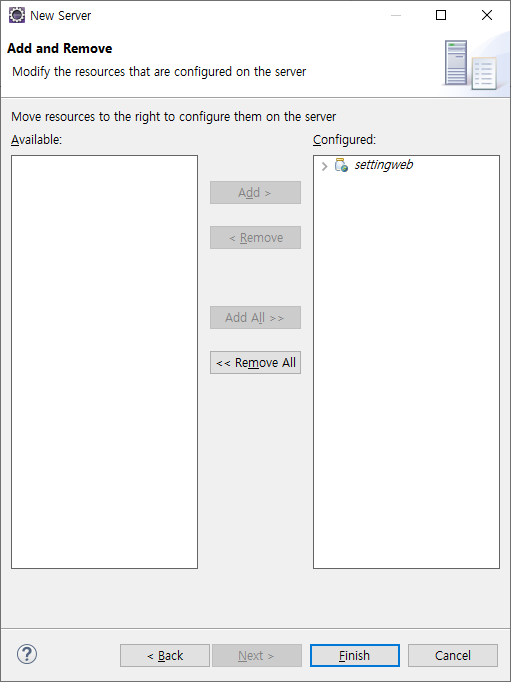 New Server
Add and Remove
Modify the resources that are configured on the server
Move resources to the right to configure them on the server
Available:
Configured:
settingweb
Add >
< Remove
Add All >>
<< Remove All
?
< Back
Next >
Finish
Cancel